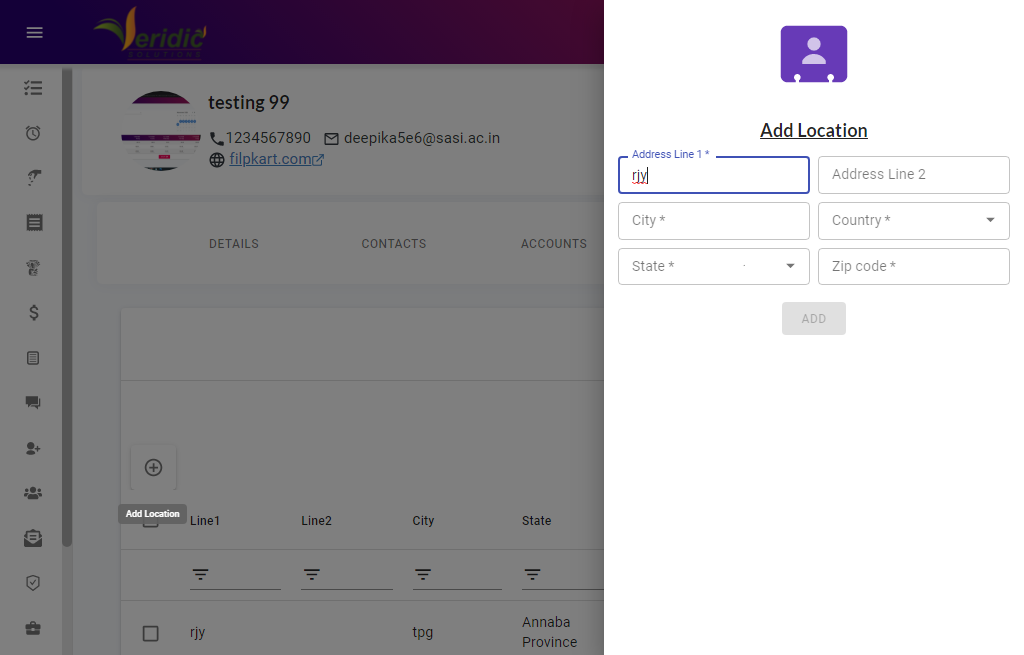 Veridic
SOLUTIONS
testing 99
1234567890 deepika5e6@sasi.ac.in
filpkart.com
DETAILS CONTACTS ACCOUNTS
Add Location
Line1 Line2 City State
rjy tpg Annaba
Province
Add Location
Address Line 1 *
rjy
Address Line 2
City *
Country *
State *
Zip code *
ADD